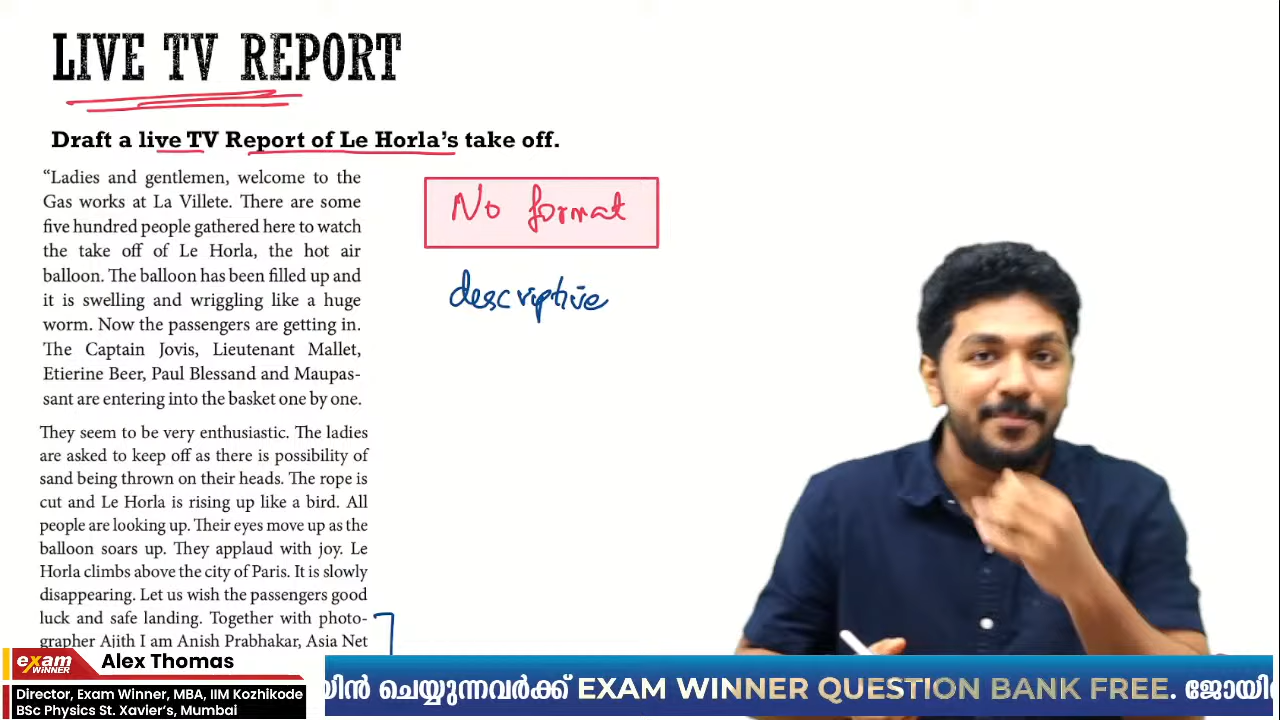 LIVE TV REPORT
Draft a live TV Report of Le Horla's take off.
“Ladies and gentlemen, welcome to the
Gas works at La Villete. There are some
five hundred people gathered here to watch
the take off of Le Horla, the hot air
balloon. The balloon has been filled up and
it is swelling and wriggling like a huge
worm. Now the passengers are getting in.
The Captain Jovis, Lieutenant Mallet,
Etierine Beer, Paul Blessand and Maupas-
sant are entering into the basket one by one.
They seem to be very enthusiastic. The ladies
are asked to keep off as there is possibility of
sand being thrown on their heads. The rope is
cut and Le Horla is rising up like a bird. All
people are looking up. Their eyes move up as the
balloon soars up. They applaud with joy. Le
Horla climbs above the city of Paris. It is slowly
disappearing. Let us wish the passengers good
luck and safe landing. Together with photo-
grapher Ajith I am Anish Prabhakar, Asia Net
No format
descriptive
exam WINNER
Alex Thomas
Director, Exam Winner, MBA, IIM Kozhikode
BSc Physics St. Xavier's, Mumbai
യിൻ ചെയ്യുന്നവർക്ക് EXAM WINNER QUESTION BANK FREE. ജോയി